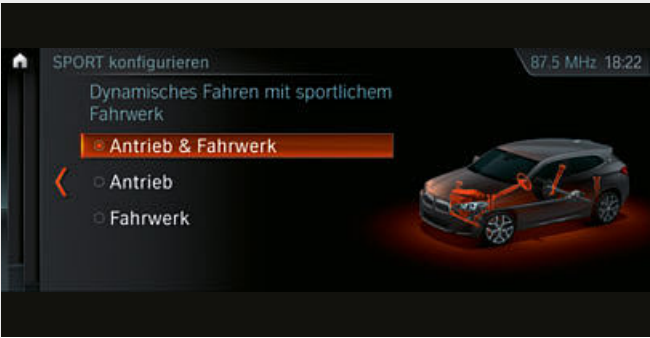 SPORT konfigurieren
87.5 MHz 18:22
Dynamisches Fahren mit sportlichem
Fahrwerk
Antrieb & Fahrwerk
Antrieb
Fahrwerk